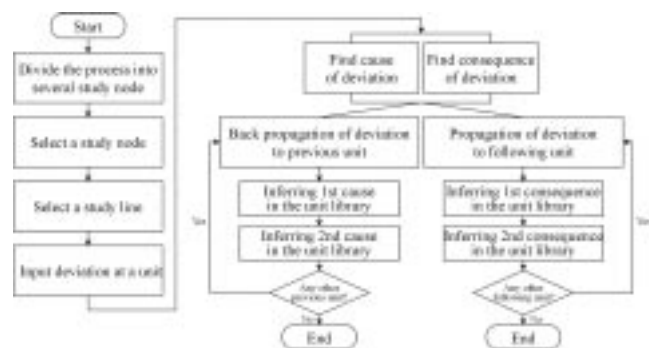 Start
Divide the process into
several study node
Select a study node
Select a study line
Input deviation at a unit
Find cause
of deviation
Find consequence
of deviation
Back propagation of deviation
to previous unit
Propagation of deviation
to following unit
Inferring 1st cause
in the unit library
Inferring 1st consequence
in the unit library
Inferring 2nd cause
in the unit library
Inferring 2nd consequence
in the unit library
Any other
previous unit?
Any other
following unit?
End
End